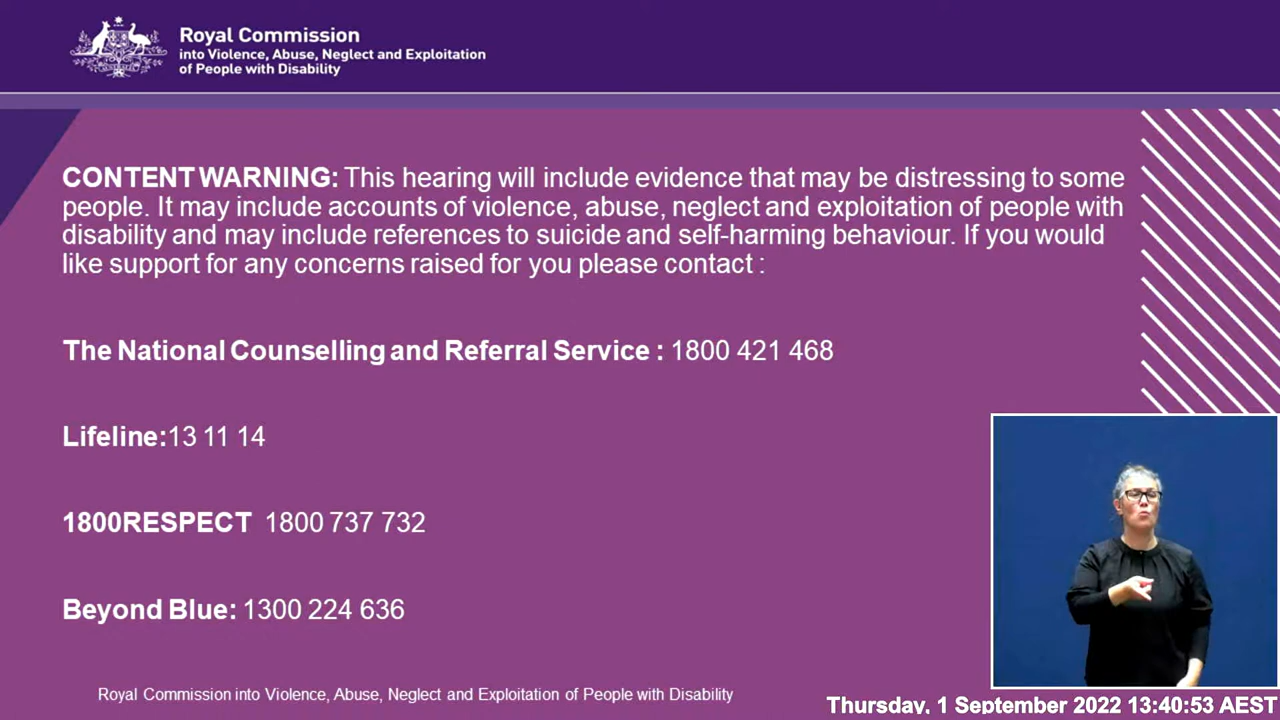 Royal Commission
into Violence, Abuse, Neglect and Exploitation
of People with Disability
CONTENT WARNING: This hearing will include evidence that may be distressing to some
people. It may include accounts of violence, abuse, neglect and exploitation of people with
disability and may include references to suicide and self-harming behaviour. If you would
like support for any concerns raised for you please contact :
The National Counselling and Referral Service : 1800 421 468
Lifeline:13 11 14
1800RESPECT 1800 737 732
Beyond Blue: 1300 224 636
Royal Commission into Violence, Abuse, Neglect and Exploitation of People with Disability
Thursday, 1 September 2022 13:40:53 AEST